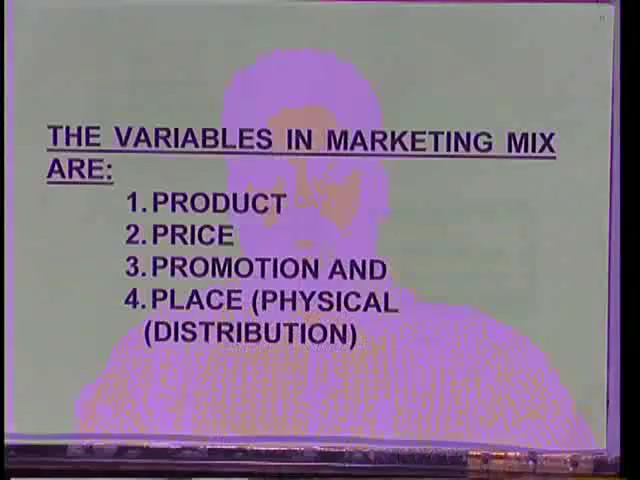 THE VARIABLES IN MARKETING MIX
ARE:
1. PRODUCT
2. PRICE
3. PROMOTION AND
4. PLACE (PHYSICAL
(DISTRIBUTION)